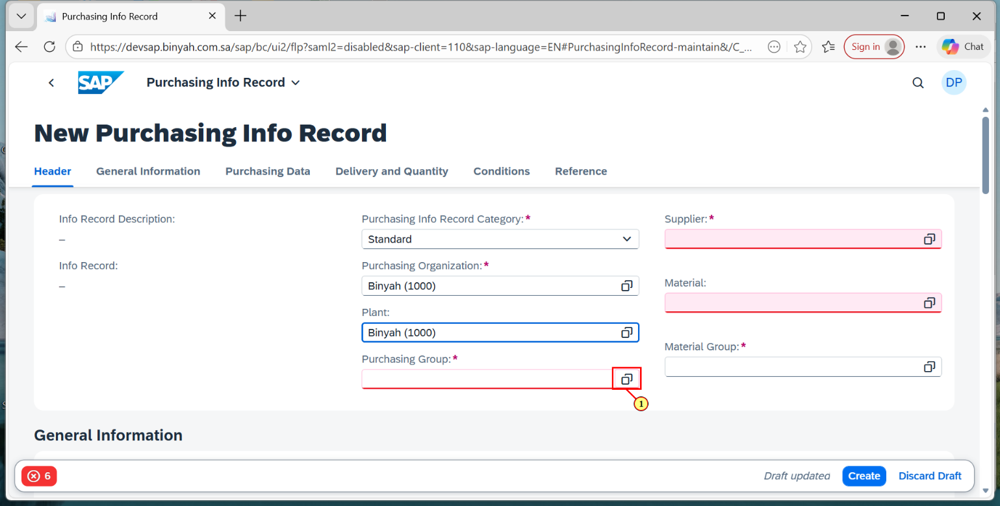 Purchasing Info Record
https://devsap.binyah.com.sa/sap/bc/ui2/flp?saml2=disabled&sap-client=110&sap-language=EN#PurchasingInfoRecord-maintain&/C_...
Sign in
Chat
SAP
Purchasing Info Record
DP
New Purchasing Info Record
Header
General Information
Purchasing Data
Delivery and Quantity
Conditions
Reference
Info Record Description:
–
Info Record:
–
Purchasing Info Record Category:*
Standard
Purchasing Organization:*
Binyah (1000)
Plant:
Binyah (1000)
Purchasing Group:*
1
Supplier:*
Material:
Material Group:*
General Information
6
Draft updated
Create
Discard Draft